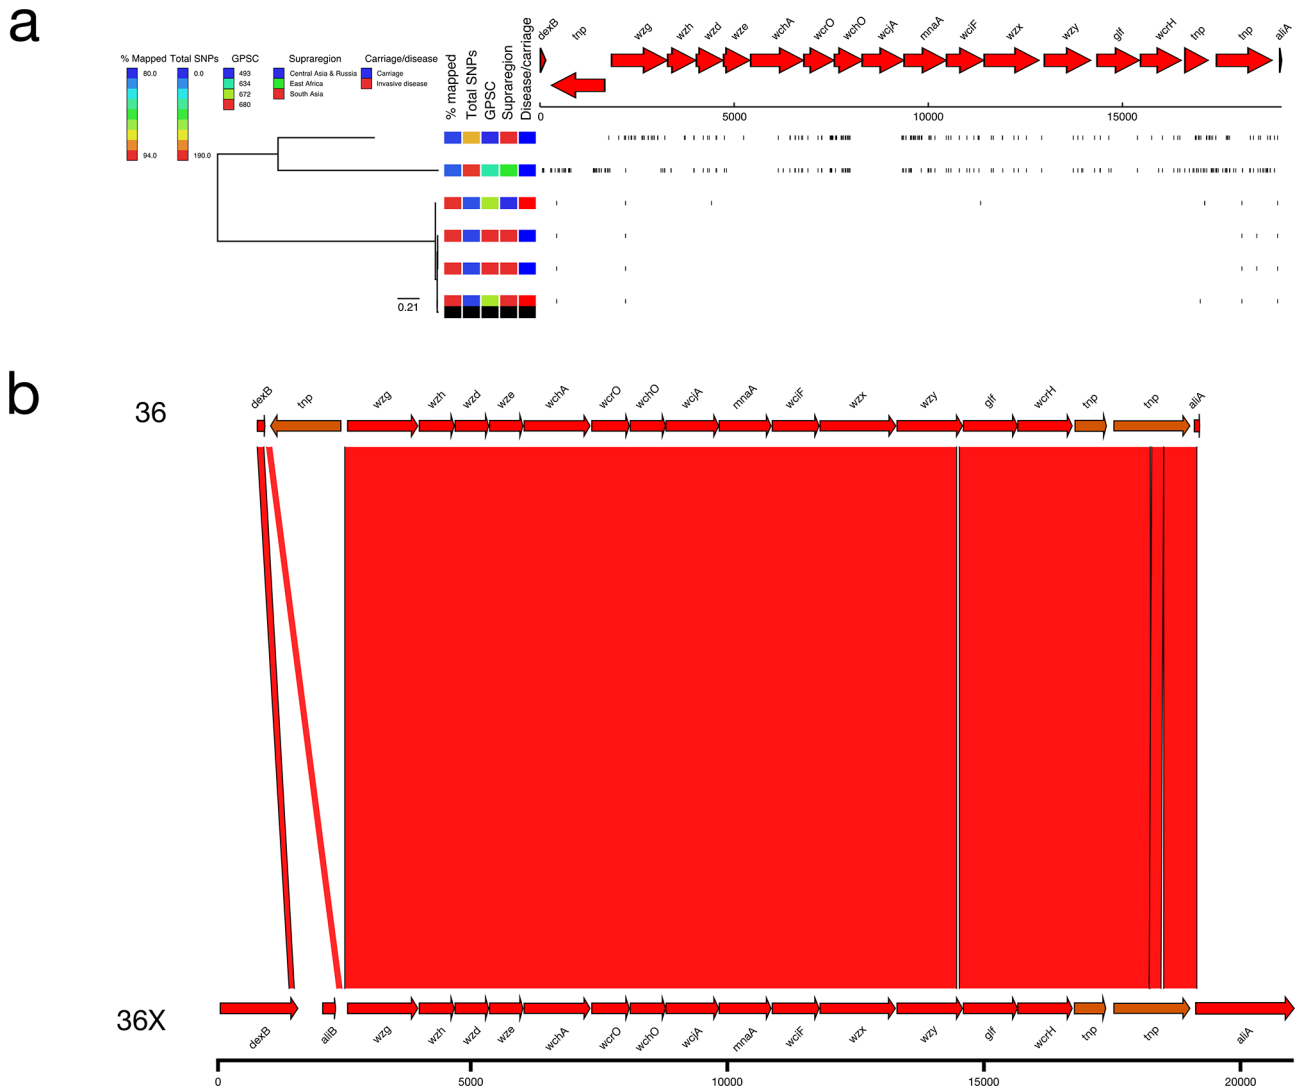 a
dexB tnp wzg wzh wzd wze wchA wcrO wchO wcjA mnaA wciF wzx wzy glf wcrH tnp tnp aliA
% Mapped Total SNPs GPSC Supraregion Carriage/disease
80.0 0.0 493 Central Asia & Russia Carriage
634 East Africa Invasive disease
672 South Asia
680
94.0 190.0
% mapped Total SNPs GPSC Supraregion Disease/carriage
0 5000 10000 15000
0.21
b
36
dexB tnp wzg wzh wzd wze wchA wcrO wchO wcjA mnaA wciF wzx wzy glf wcrH tnp tnp aliA
36X
dexB aliB wzg wzh wzd wze wchA wcrO wchO wcjA mnaA wciF wzx wzy glf wcrH tnp tnp aliA
0 5000 10000 15000 20000